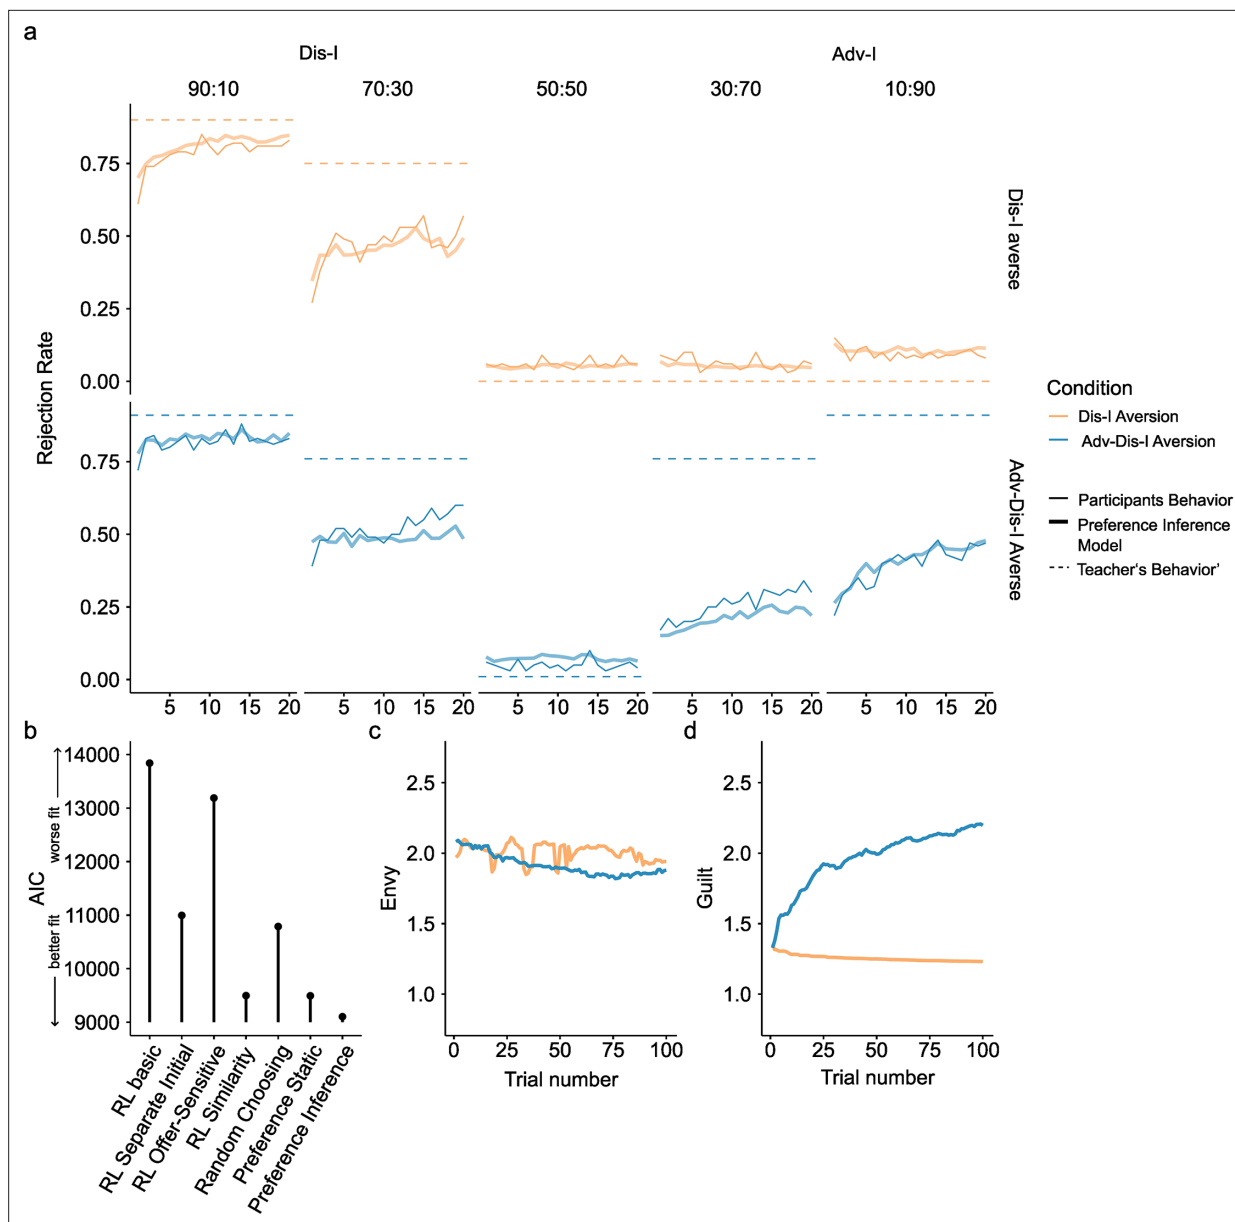 a
Dis-I
Adv-I
90:10
70:30
50:50
30:70
10:90
Rejection Rate
0.75
0.50
0.25
0.00
Dis-I averse
0.75
0.50
0.25
0.00
Adv-Dis-I Averse
5 10 15 20
5 10 15 20
5 10 15 20
5 10 15 20
5 10 15 20
Condition
Dis-I Aversion
Adv-Dis-I Aversion
Participants Behavior
Preference Inference
Model
Teacher's Behavior'
b
AIC
worse fit
better fit
14000
13000
12000
11000
10000
9000
RL basic
RL Separate Initial
RL Offer-Sensitive
RL Similarity
Random Choosing
Preference Static
Preference Inference
c
Envy
2.5
2.0
1.5
1.0
0 25 50 75 100
Trial number
d
Guilt
2.5
2.0
1.5
1.0
0 25 50 75 100
Trial number